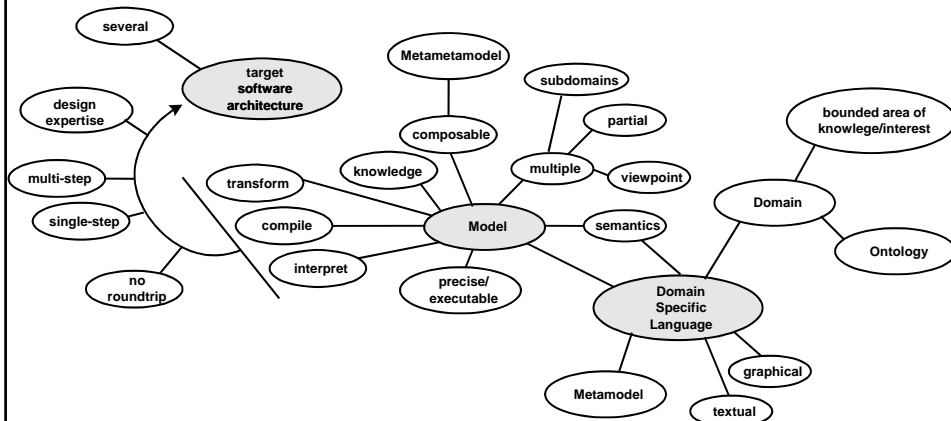 several
target
software
architecture
design
expertise
multi-step
single-step
no
roundtrip
transform
compile
interpret
knowledge
Metametamodel
composable
Model
precise/
executable
subdomains
partial
multiple
viewpoint
semantics
bounded area of
knowlege/interest
Domain
Ontology
Domain
Specific
Language
Metamodel
graphical
textual